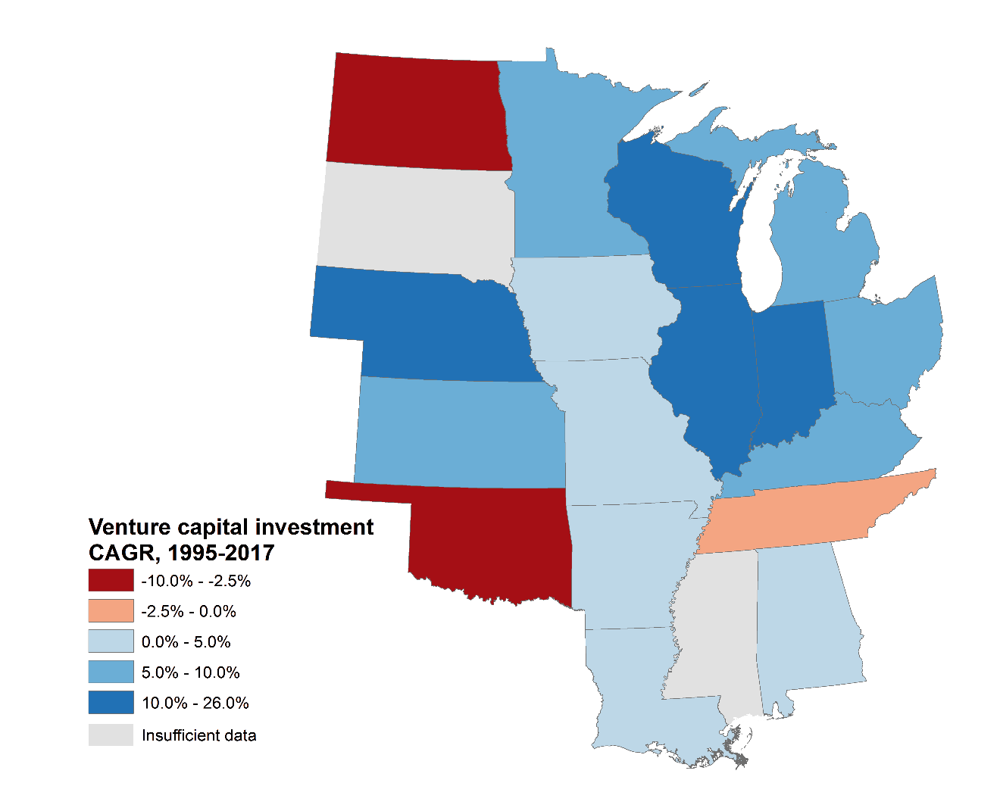 Venture capital investment
CAGR, 1995-2017
-10.0% - -2.5%
-2.5% - 0.0%
0.0% - 5.0%
5.0% - 10.0%
10.0% - 26.0%
Insufficient data